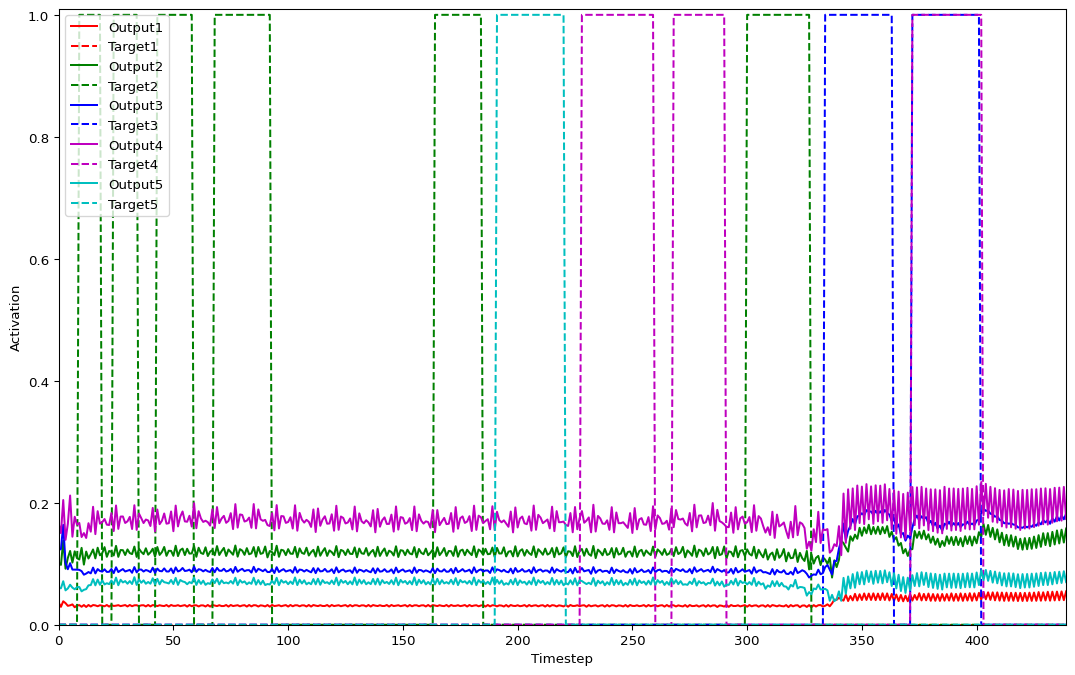 1.0
0.8
0.6
0.4
0.2
0.0
Activation
Output1
Target1
Output2
Target2
Output3
Target3
Output4
Target4
Output5
Target5
0 50 100 150 200 250 300 350 400
Timestep